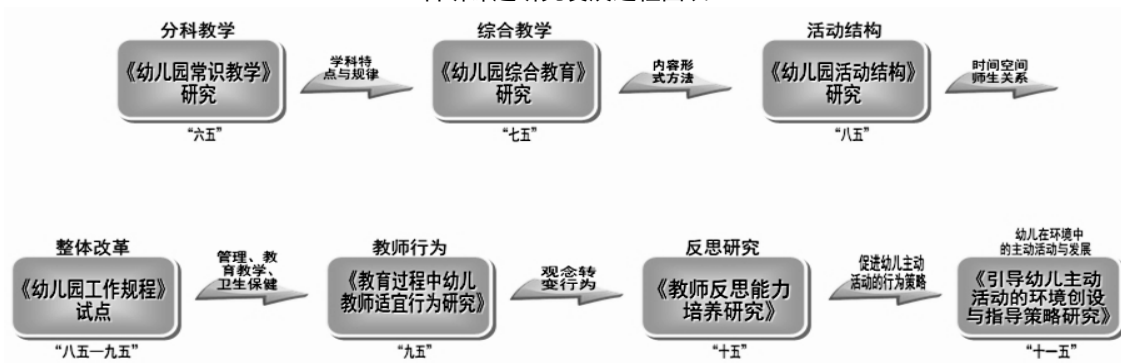 分科教学
《幼儿园常识教学》
研究
“六五”
学科特
点与规律
综合教学
《幼儿园综合教育》
研究
“七五”
内容形
式方法
活动结构
《幼儿园活动结构》
研究
“八五”
时间空间
师生关系
整体改革
《幼儿园工作规程》
试点
“八五—九五”
管理、教
育教学、
卫生保健
教师行为
《教育过程中幼儿
教师适宜行为研究》
“九五”
观念转
变行为
反思研究
《教师反思能力
培养研究》
“十五”
促进幼儿主动
活动的行为策略
幼儿在环境中
的主动活动与发展
《引导幼儿主动
活动的环境创设
与指导策略研究》
“十一五”